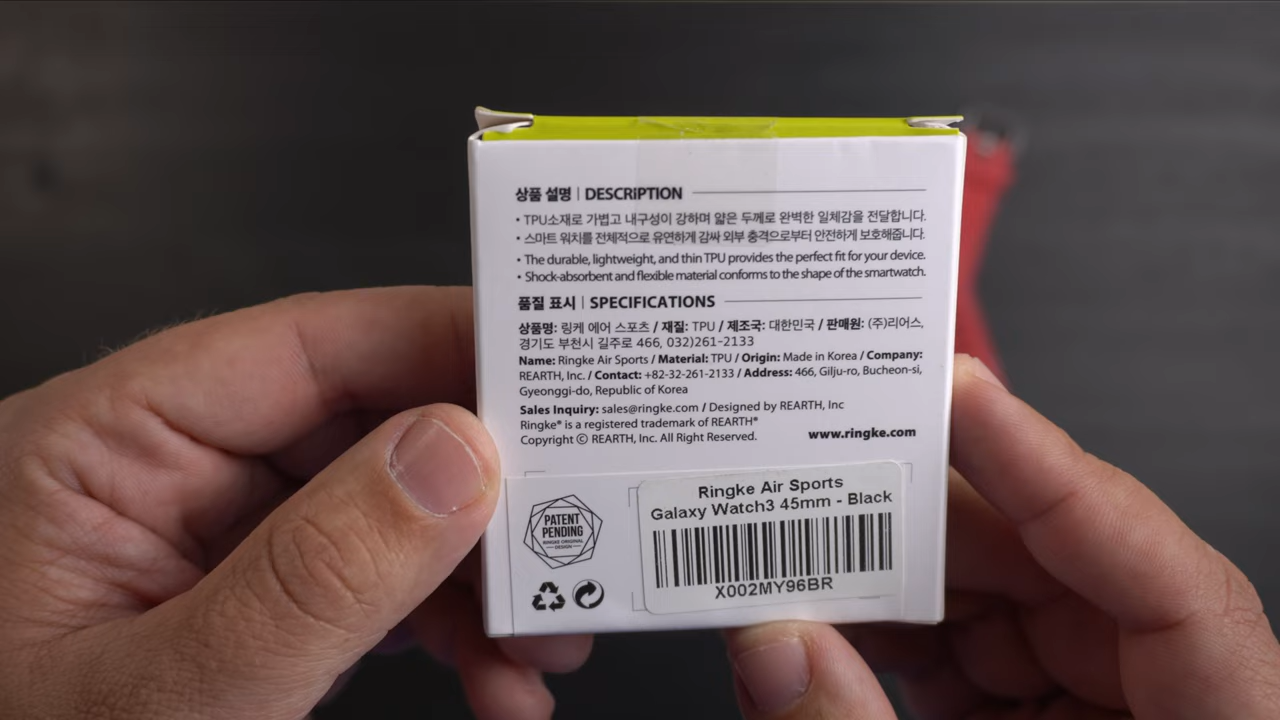 상품 설명 | DESCRIPTION
• TPU소재로 가볍고 내구성이 강하며 얇은 두께로 완벽한 일체감을 전달합니다.
• 스마트 워치를 전체적으로 유연하게 감싸 외부 충격으로부터 안전하게 보호해줍니다.
• The durable, lightweight, and thin TPU provides the perfect fit for your device.
• Shock-absorbent and flexible material conforms to the shape of the smartwatch.
품질 표시 | SPECIFICATIONS
상품명: 링케 에어 스포츠 / 재질: TPU / 제조국: 대한민국 / 판매원: (주)리어스,
경기도 부천시 길주로 466, 032)261-2133
Name: Ringke Air Sports / Material: TPU / Origin: Made in Korea / Company:
REARTH, Inc. / Contact: +82-32-261-2133 / Address: 466, Gilju-ro, Bucheon-si,
Gyeonggi-do, Republic of Korea
Sales Inquiry: sales@ringke.com / Designed by REARTH, Inc
Ringke® is a registered trademark of REARTH®
Copyright Ⓒ REARTH, Inc. All Right Reserved.
www.ringke.com
PATENT
PENDING
RINGKE ORIGINAL
DESIGN
Ringke Air Sports
Galaxy Watch3 45mm - Black
X002MY96BR